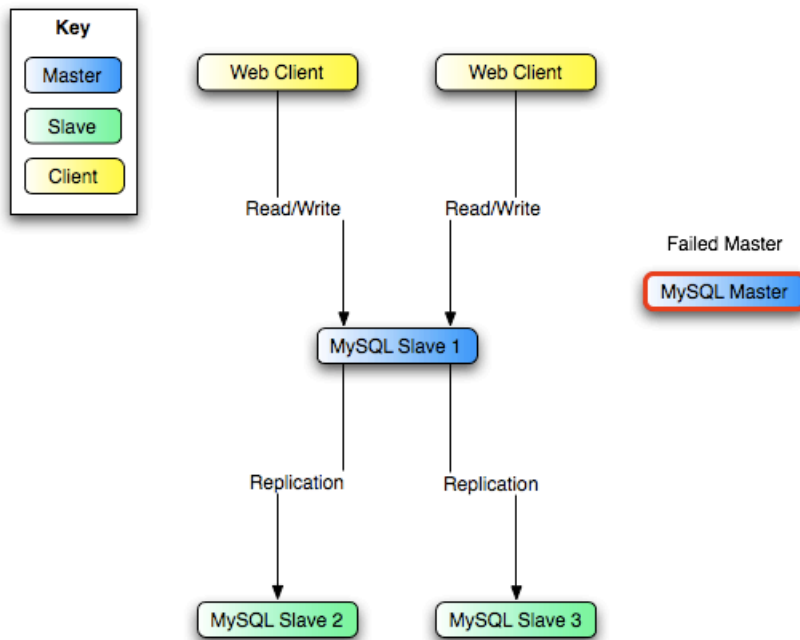 Key
Master
Slave
Client
Web Client
Web Client
Read/Write
Read/Write
Failed Master
MySQL Master
MySQL Slave 1
Replication
Replication
MySQL Slave 2
MySQL Slave 3